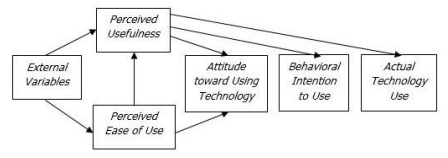 Perceived
Usefulness
External
Variables
Attitude
toward Using
Technology
Behavioral
Intention
to Use
Actual
Technology
Use
Perceived
Ease of Use